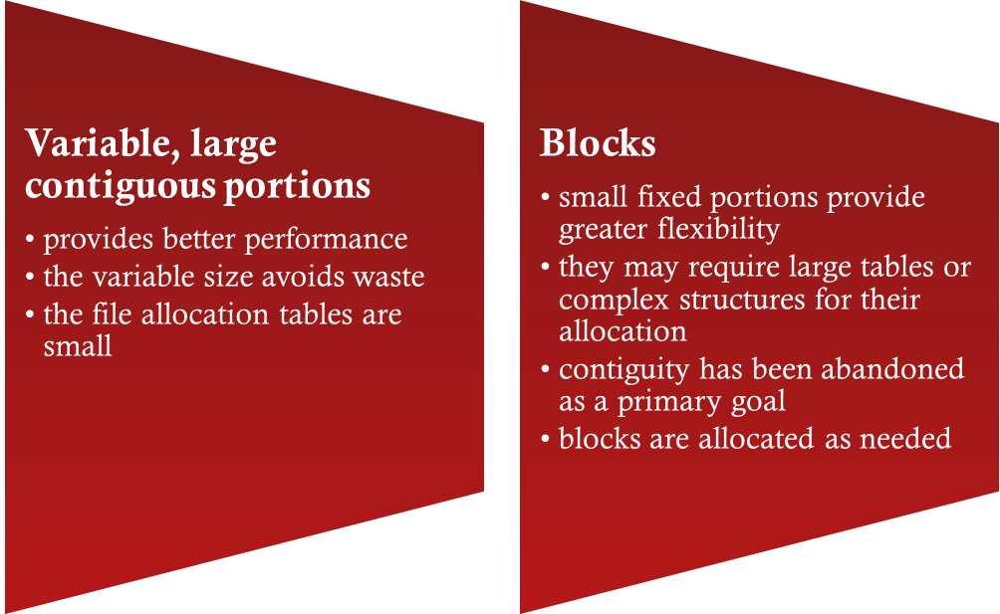 Variable, large
contiguous portions
• provides better performance
• the variable size avoids waste
• the file allocation tables are
small
Blocks
• small fixed portions provide
greater flexibility
• they may require large tables or
complex structures for their
allocation
• contiguity has been abandoned
as a primary goal
• blocks are allocated as needed